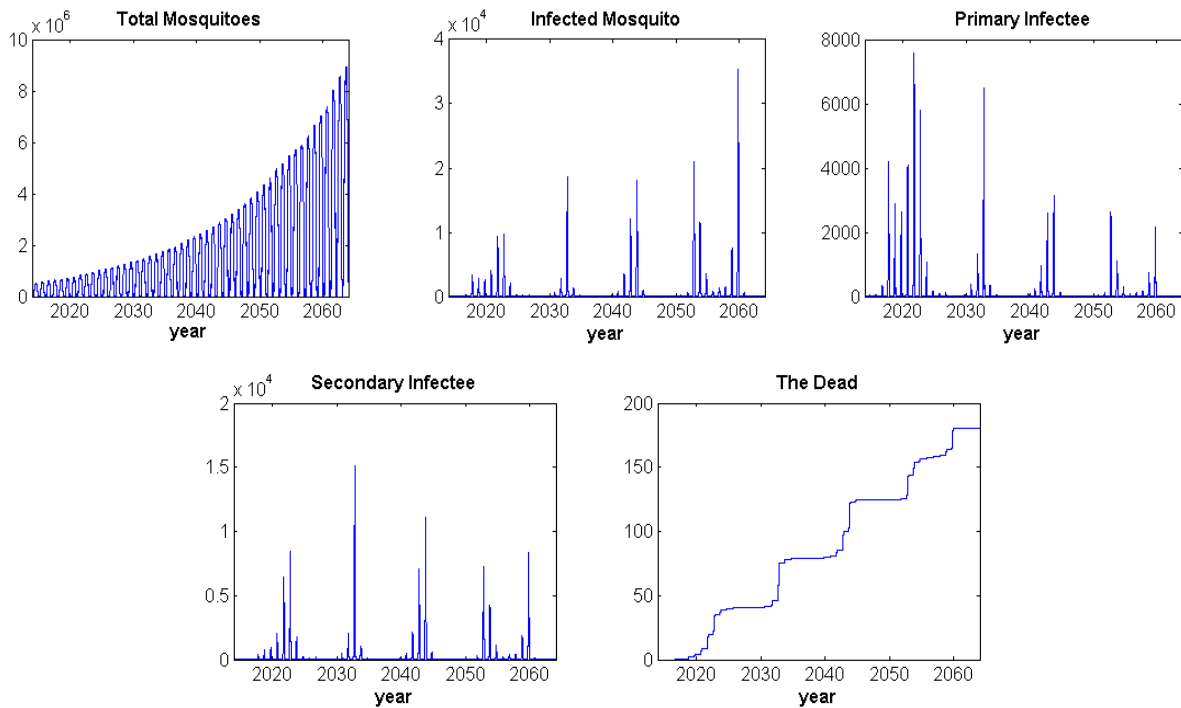 Total Mosquitoes
x 10^6
10
8
6
4
2
0
2020 2030 2040 2050 2060
year
Infected Mosquito
x 10^4
4
3
2
1
0
2020 2030 2040 2050 2060
year
Primary Infectee
8000
6000
4000
2000
0
2020 2030 2040 2050 2060
year
Secondary Infectee
x 10^4
2
1.5
1
0.5
0
2020 2030 2040 2050 2060
year
The Dead
200
150
100
50
0
2020 2030 2040 2050 2060
year